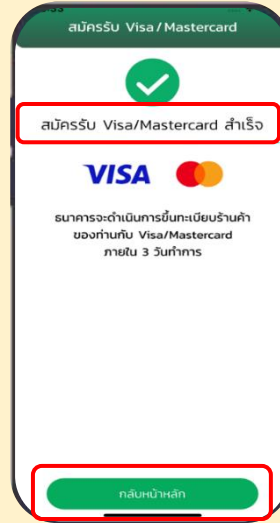 สมัครรับ Visa/Mastercard
สมัครรับ Visa/Mastercard สำเร็จ
VISA
ธนาคารจะดำเนินการขึ้นทะเบียนร้านค้า
ของท่านกับ Visa/Mastercard
ภายใน 3 วันทำการ
กลับหน้าหลัก